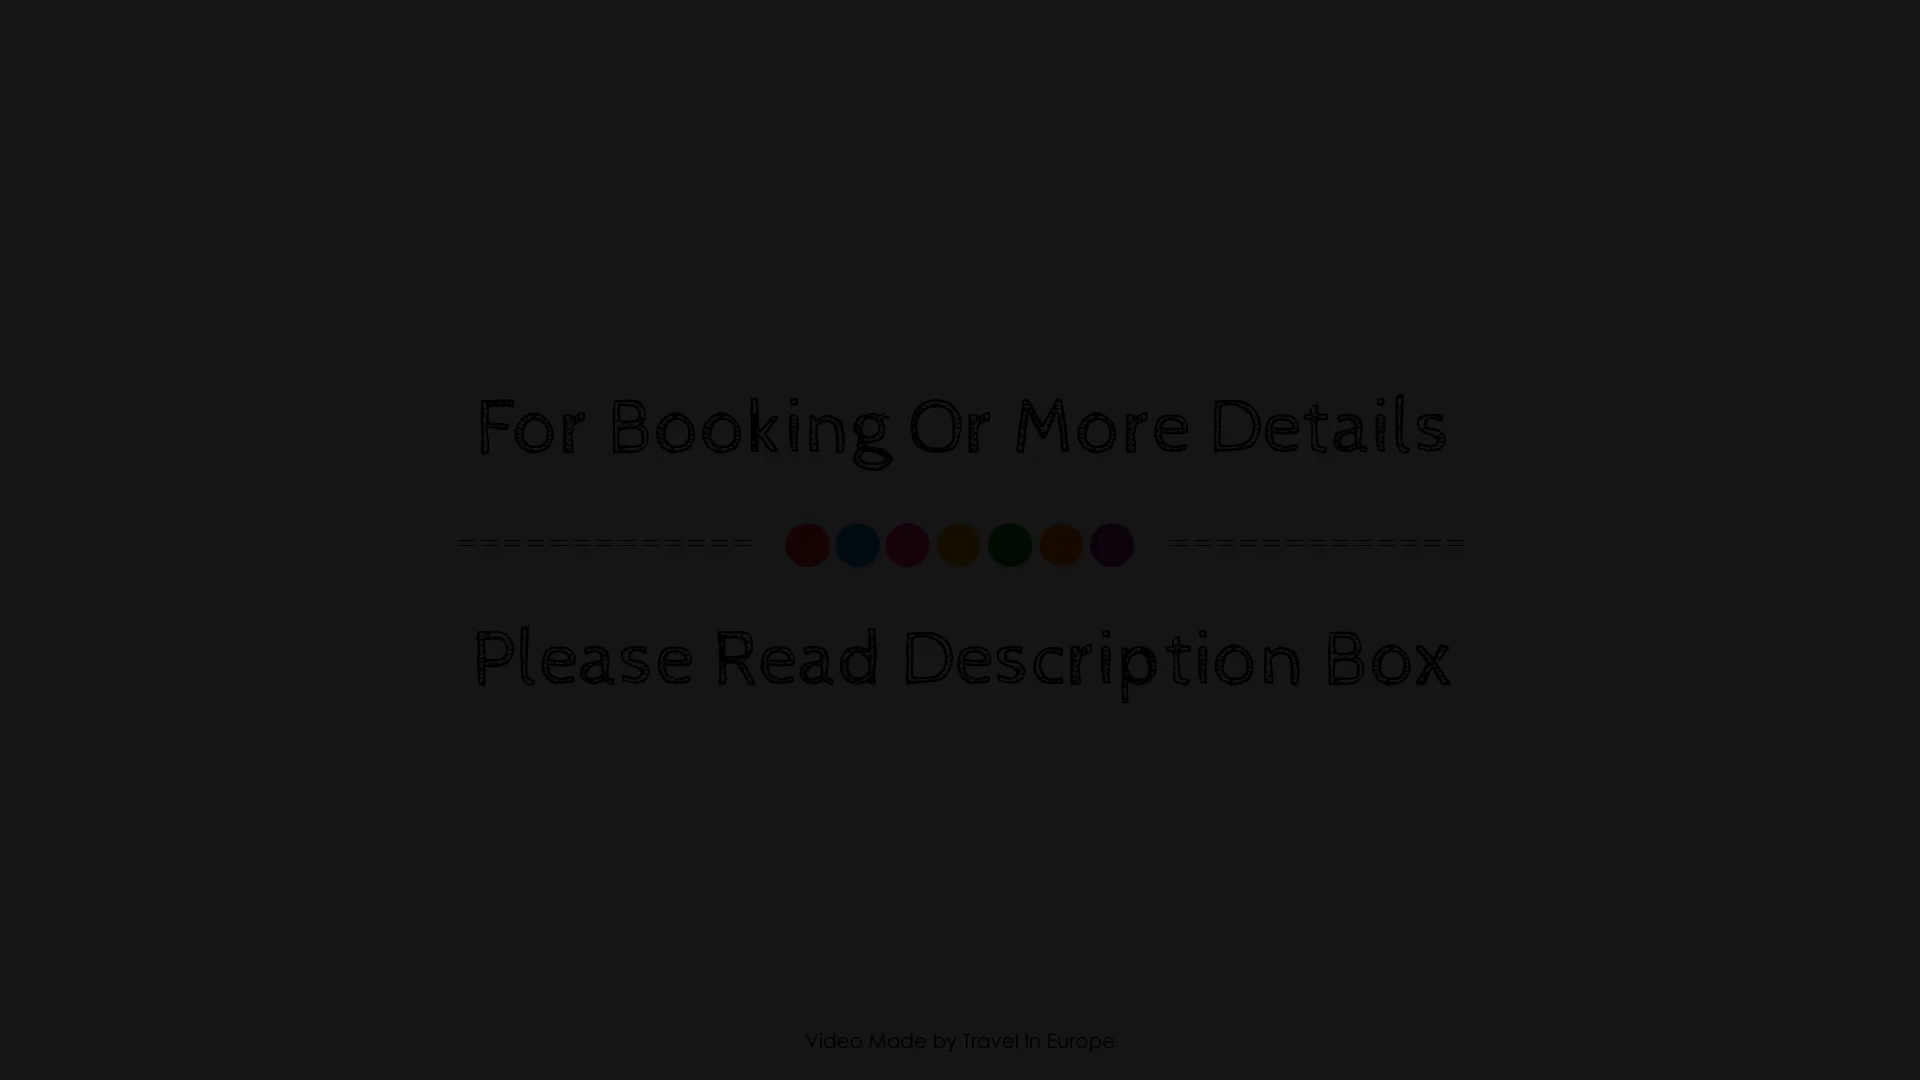 For Booking Or More Details
============= =============
Please Read Description Box
Video Made by Travel In Europe